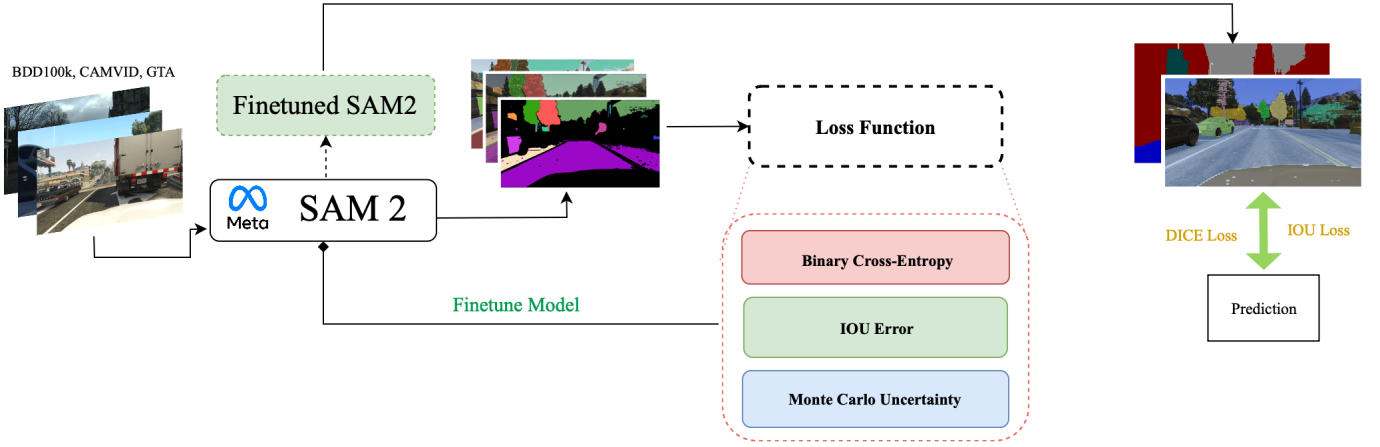 BDD100k, CAMVID, GTA
Finetuned SAM2
Meta
SAM 2
Loss Function
Binary Cross-Entropy
IOU Error
Monte Carlo Uncertainty
Finetune Model
DICE Loss
IOU Loss
Prediction